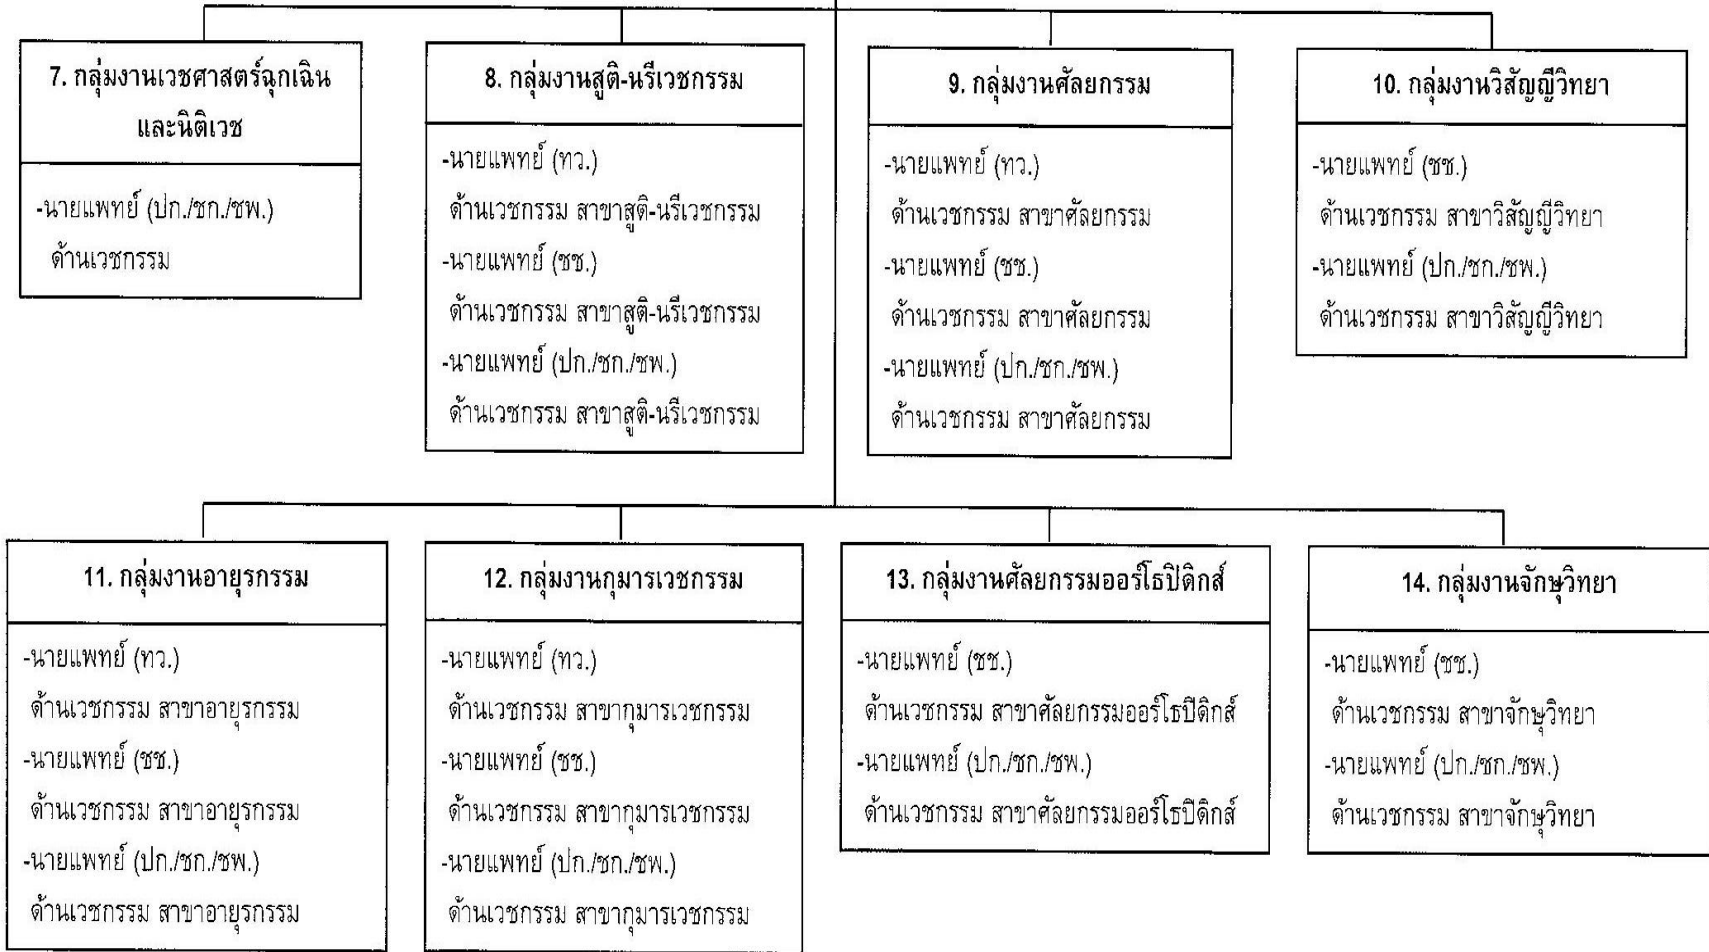 7. กลุ่มงานเวชศาสตร์ฉุกเฉิน
และนิติเวช
-นายแพทย์ (ปก./ชก./ชพ.)
ด้านเวชกรรม
8. กลุ่มงานสูติ-นรีเวชกรรม
-นายแพทย์ (ทว.)
ด้านเวชกรรม สาขาสูติ-นรีเวชกรรม
-นายแพทย์ (ชช.)
ด้านเวชกรรม สาขาสูติ-นรีเวชกรรม
-นายแพทย์ (ปก./ชก./ชพ.)
ด้านเวชกรรม สาขาสูติ-นรีเวชกรรม
9. กลุ่มงานศัลยกรรม
-นายแพทย์ (ทว.)
ด้านเวชกรรม สาขาศัลยกรรม
-นายแพทย์ (ชช.)
ด้านเวชกรรม สาขาศัลยกรรม
-นายแพทย์ (ปก./ชก./ชพ.)
ด้านเวชกรรม สาขาศัลยกรรม
10. กลุ่มงานวิสัญญีวิทยา
-นายแพทย์ (ชช.)
ด้านเวชกรรม สาขาวิสัญญีวิทยา
-นายแพทย์ (ปก./ชก./ชพ.)
ด้านเวชกรรม สาขาวิสัญญีวิทยา
11. กลุ่มงานอายุรกรรม
-นายแพทย์ (ทว.)
ด้านเวชกรรม สาขาอายุรกรรม
-นายแพทย์ (ชช.)
ด้านเวชกรรม สาขาอายุรกรรม
-นายแพทย์ (ปก./ชก./ชพ.)
ด้านเวชกรรม สาขาอายุรกรรม
12. กลุ่มงานกุมารเวชกรรม
-นายแพทย์ (ทว.)
ด้านเวชกรรม สาขากุมารเวชกรรม
-นายแพทย์ (ชช.)
ด้านเวชกรรม สาขากุมารเวชกรรม
-นายแพทย์ (ปก./ชก./ชพ.)
ด้านเวชกรรม สาขากุมารเวชกรรม
13. กลุ่มงานศัลยกรรมออร์โธปิดิกส์
-นายแพทย์ (ชช.)
ด้านเวชกรรม สาขาศัลยกรรมออร์โธปิดิกส์
-นายแพทย์ (ปก./ชก./ชพ.)
ด้านเวชกรรม สาขาศัลยกรรมออร์โธปิดิกส์
14. กลุ่มงานจักษุวิทยา
-นายแพทย์ (ชช.)
ด้านเวชกรรม สาขาจักษุวิทยา
-นายแพทย์ (ปก./ชก./ชพ.)
ด้านเวชกรรม สาขาจักษุวิทยา